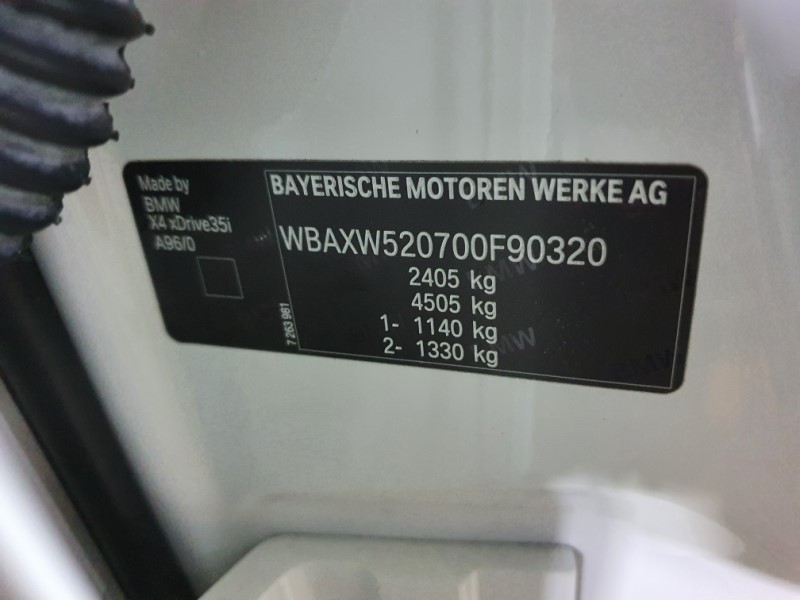 Made by
BMW
X4 xDrive35i
A96/0
7 263 961
BAYERISCHE MOTOREN WERKE AG
WBAXW520700F90320
2405 kg
4505 kg
1- 1140 kg
2- 1330 kg